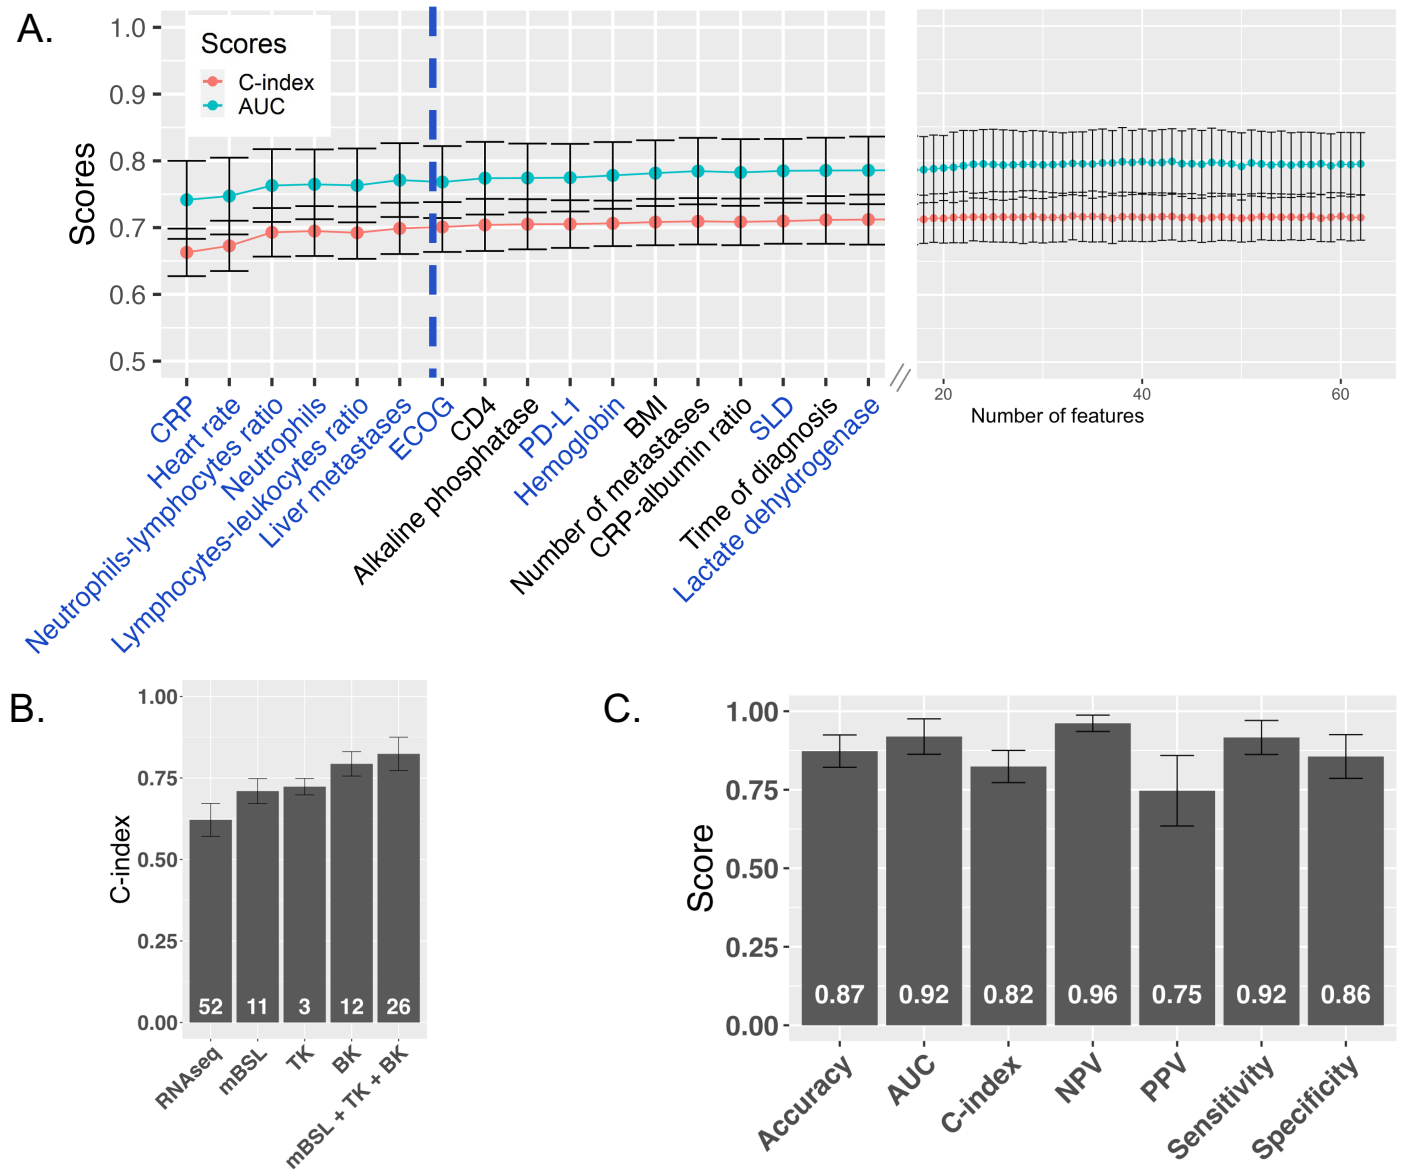 A.
Scores
C-index
AUC
Scores
1.0
0.9
0.8
0.7
0.6
0.5
CRP
Heart rate
Neutrophils-lymphocytes ratio
Neutrophils
Lymphocytes-leukocytes ratio
Liver metastases
ECOG
CD4
Alkaline phosphatase
PD-L1
Hemoglobin
BMI
Number of metastases
CRP-albumin ratio
SLD
Time of diagnosis
Lactate dehydrogenase
20
40
60
Number of features
B.
C-index
1.00
0.75
0.50
0.25
0.00
52
11
3
12
26
RNAseq
mBSL
TK
BK
mBSL + TK + BK
C.
Score
1.00
0.75
0.50
0.25
0.00
0.87
0.92
0.82
0.96
0.75
0.92
0.86
Accuracy
AUC
C-index
NPV
PPV
Sensitivity
Specificity